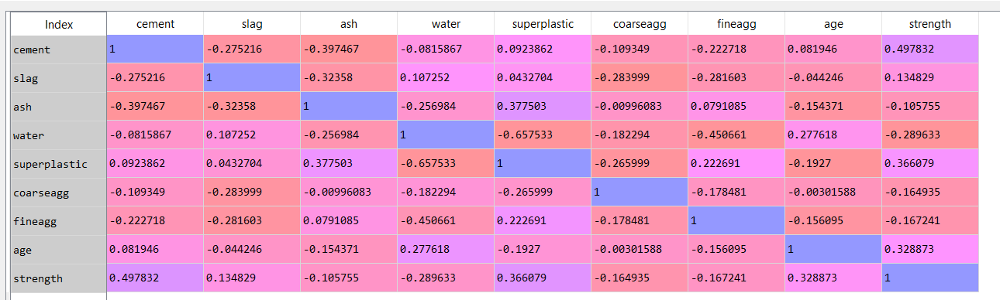 Index cement slag ash water superplastic coarseagg fineagg age strength
cement 1 -0.275216 -0.397467 -0.0815867 0.0923862 -0.109349 -0.222718 0.081946 0.497832
slag -0.275216 1 -0.32358 0.107252 0.0432704 -0.283999 -0.281603 -0.044246 0.134829
ash -0.397467 -0.32358 1 -0.256984 0.377503 -0.00996083 0.0791085 -0.154371 -0.105755
water -0.0815867 0.107252 -0.256984 1 -0.657533 -0.182294 -0.450661 0.277618 -0.289633
superplastic 0.0923862 0.0432704 0.377503 -0.657533 1 -0.265999 0.222691 -0.1927 0.366079
coarseagg -0.109349 -0.283999 -0.00996083 -0.182294 -0.265999 1 -0.178481 -0.00301588 -0.164935
fineagg -0.222718 -0.281603 0.0791085 -0.450661 0.222691 -0.178481 1 -0.156095 -0.167241
age 0.081946 -0.044246 -0.154371 0.277618 -0.1927 -0.00301588 -0.156095 1 0.328873
strength 0.497832 0.134829 -0.105755 -0.289633 0.366079 -0.164935 -0.167241 0.328873 1